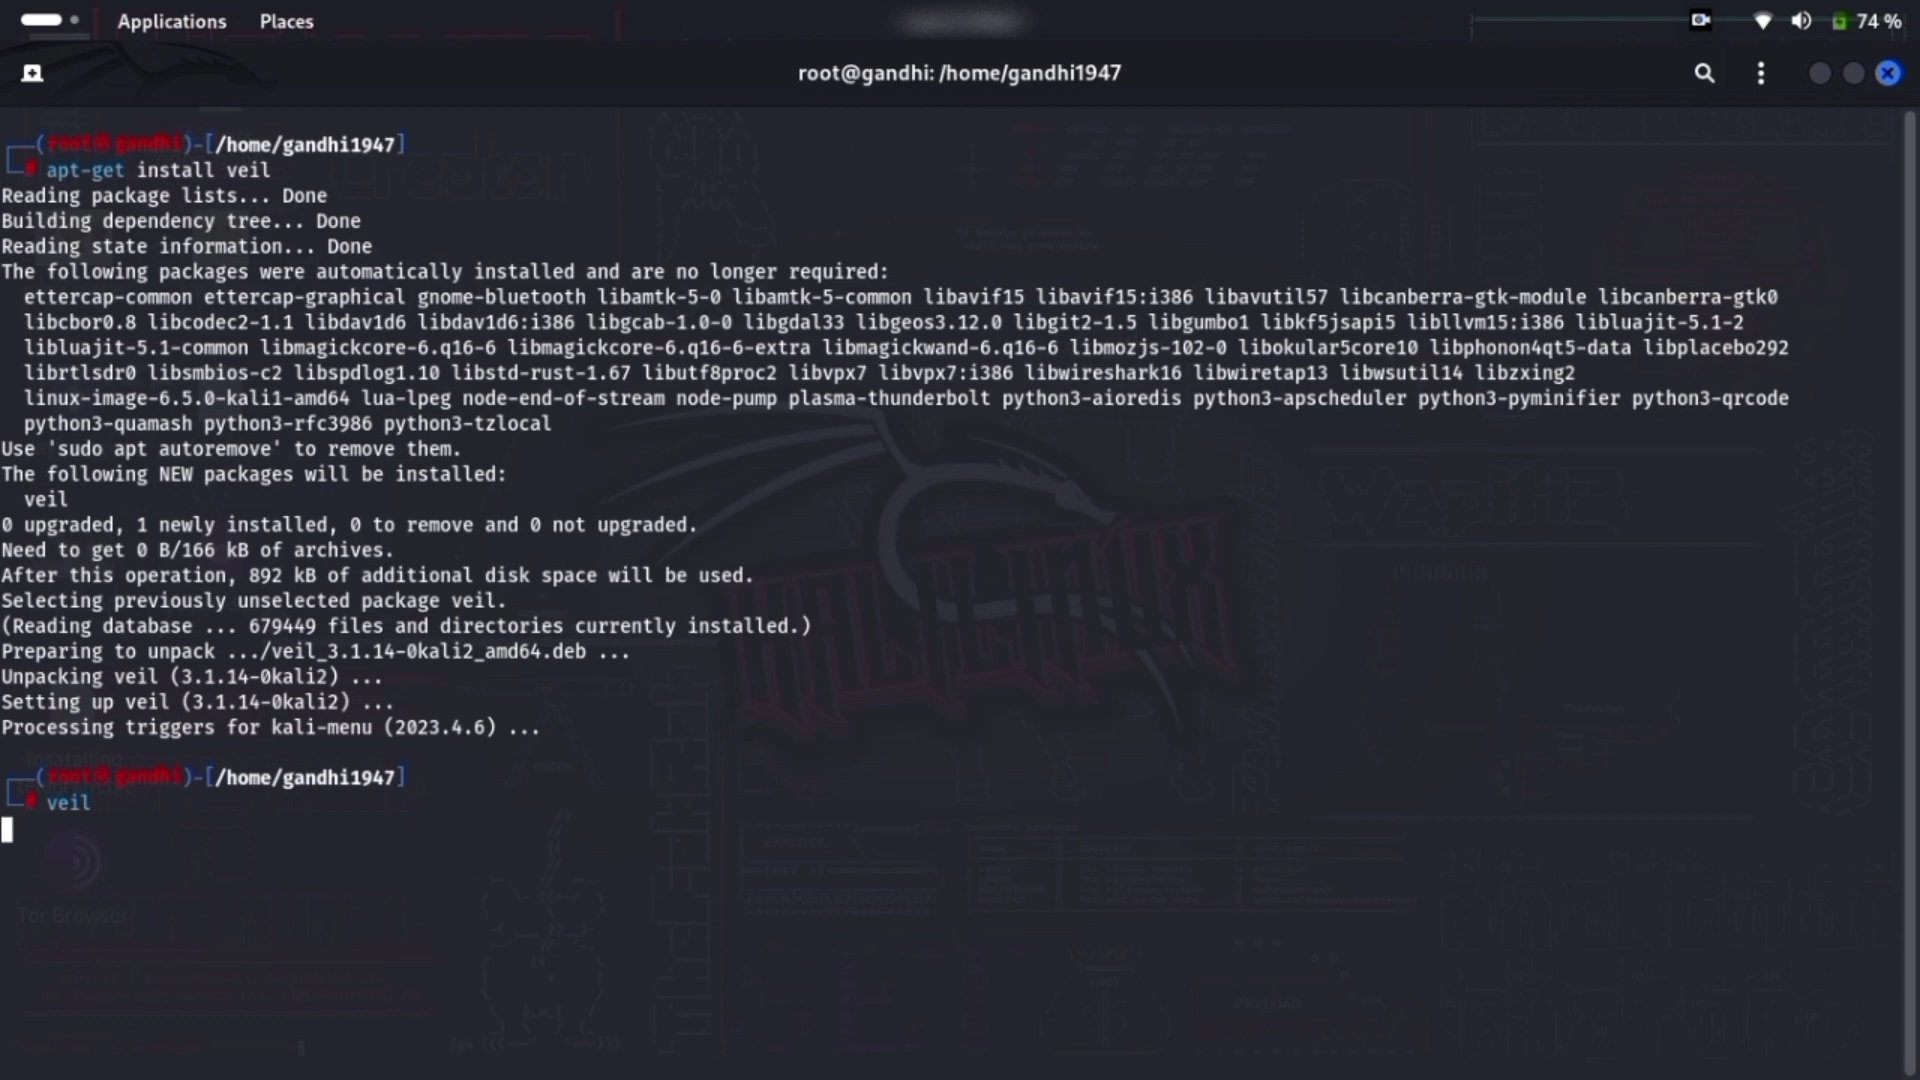 Applications Places 74 %
root@gandhi: /home/gandhi1947
(root@gandhi)-[/home/gandhi1947]
# apt-get install veil
Reading package lists... Done
Building dependency tree... Done
Reading state information... Done
The following packages were automatically installed and are no longer required:
ettercap-common ettercap-graphical gnome-bluetooth libamtk-5-0 libamtk-5-common libavif15 libavif15:i386 libavutil57 libcanberra-gtk-module libcanberra-gtk0
libcbor0.8 libcodec2-1.1 libdav1d6 libdav1d6:i386 libgcab-1.0-0 libgdal33 libgeos3.12.0 libgit2-1.5 libgumbo1 libkf5jsapi5 libllvm15:i386 libluajit-5.1-2
libluajit-5.1-common libmagickcore-6.q16-6 libmagickcore-6.q16-6-extra libmagickwand-6.q16-6 libmozjs-102-0 libokular5core10 libphonon4qt5-data libplacebo292
librtlsdr0 libsmbios-c2 libspdlog1.10 libstd-rust-1.67 libutf8proc2 libvpx7 libvpx7:i386 libwireshark16 libwiretap13 libwsutil14 libzxing2
linux-image-6.5.0-kali1-amd64 lua-lpeg node-end-of-stream node-pump plasma-thunderbolt python3-aioredis python3-apscheduler python3-pyminifier python3-qrcode
python3-quamash python3-rfc3986 python3-tzlocal
Use 'sudo apt autoremove' to remove them.
The following NEW packages will be installed:
veil
0 upgraded, 1 newly installed, 0 to remove and 0 not upgraded.
Need to get 0 B/166 kB of archives.
After this operation, 892 kB of additional disk space will be used.
Selecting previously unselected package veil.
(Reading database ... 679449 files and directories currently installed.)
Preparing to unpack .../veil_3.1.14-0kali2_amd64.deb ...
Unpacking veil (3.1.14-0kali2) ...
Setting up veil (3.1.14-0kali2) ...
Processing triggers for kali-menu (2023.4.6) ...
(root@gandhi)-[/home/gandhi1947]
# veil
Tor Browser